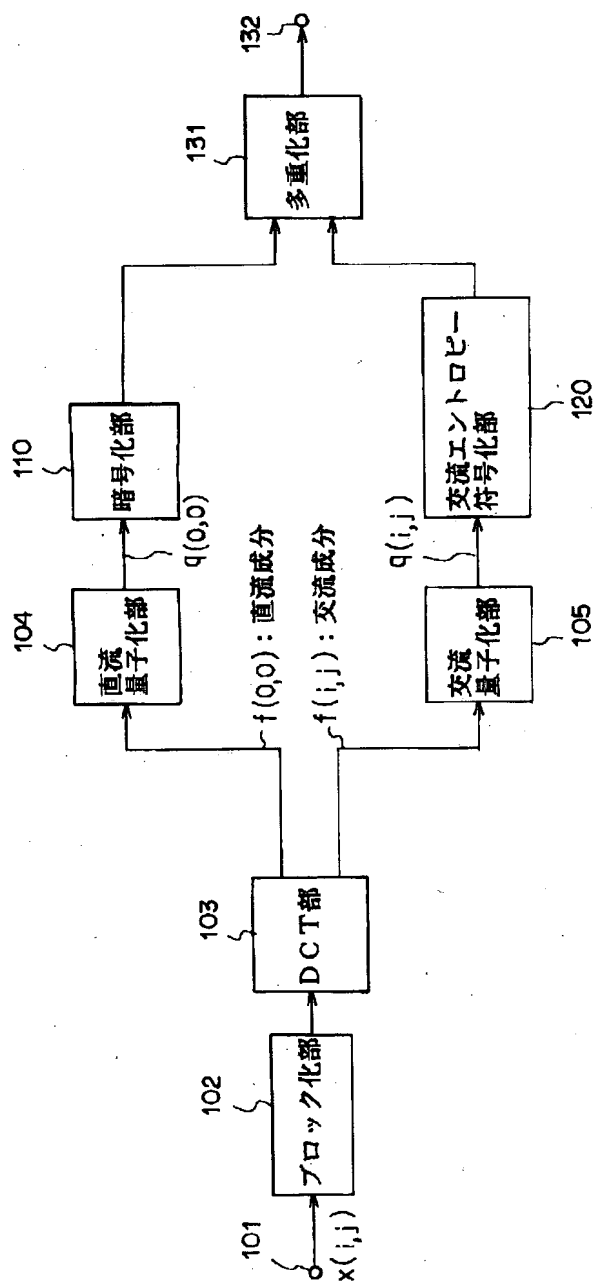 101
x(i,j)
102
ブロック化部
103
DCT部
f(0,0):直流成分
f(i,j):交流成分
104
直流
量子化部
q(0,0)
110
暗号化部
105
交流
量子化部
q(i,j)
120
交流エントロピー
符号化部
131
多重化部
132